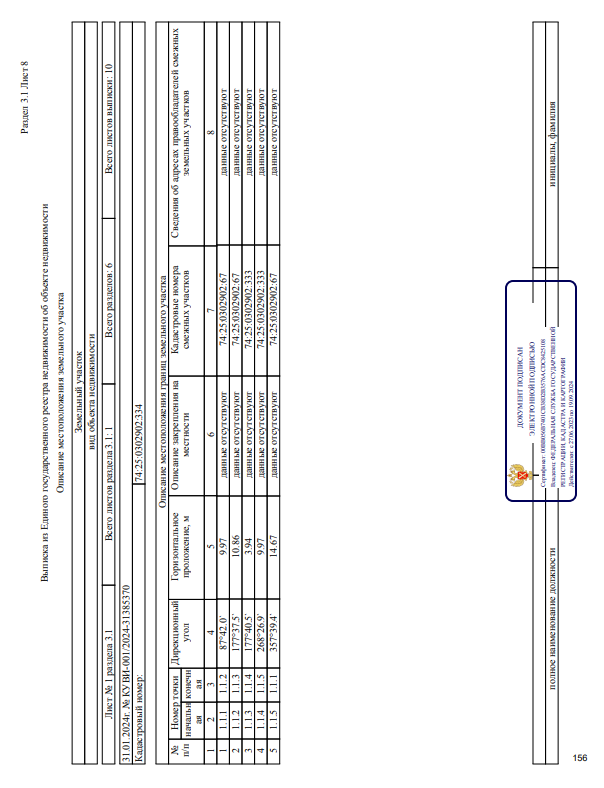 Раздел 3.1 Лист 8
Выписка из Единого государственного реестра недвижимости об объекте недвижимости
Описание местоположения земельного участка
Земельный участок
вид объекта недвижимости
Лист № 1 раздела 3.1 Всего листов раздела 3.1: 1 Всего разделов: 6 Всего листов выписки: 10
31.01.2024г. № КУВИ-001/2024-31385370
Кадастровый номер: 74:25:0302902:334
Описание местоположения границ земельного участка
№ п/п Номер точки Дирекционный угол Горизонтальное проложение, м Описание закрепления на местности Кадастровые номера смежных участков Сведения об адресах правообладателей смежных земельных участков
начальная конечная
1 2 3 4 5 6 7 8
1 1.1.1 1.1.2 87°42.0' 9.97 данные отсутствуют 74:25:0302902:67 данные отсутствуют
2 1.1.2 1.1.3 177°37.5' 10.86 данные отсутствуют 74:25:0302902:67 данные отсутствуют
3 1.1.3 1.1.4 177°40.5' 3.94 данные отсутствуют 74:25:0302902:333 данные отсутствуют
4 1.1.4 1.1.5 268°26.9' 9.97 данные отсутствуют 74:25:0302902:333 данные отсутствуют
5 1.1.5 1.1.1 357°39.4' 14.67 данные отсутствуют 74:25:0302902:67 данные отсутствуют
ДОКУМЕНТ ПОДПИСАН
ЭЛЕКТРОННОЙ ПОДПИСЬЮ
Сертификат:
Владелец: ФЕДЕРАЛЬНАЯ СЛУЖБА ГОСУДАРСТВЕННОЙ
РЕГИСТРАЦИИ, КАДАСТРА И КАРТОГРАФИИ
Действителен: с 27.06.2023 по 19.09.2024
полное наименование должности инициалы, фамилия
156